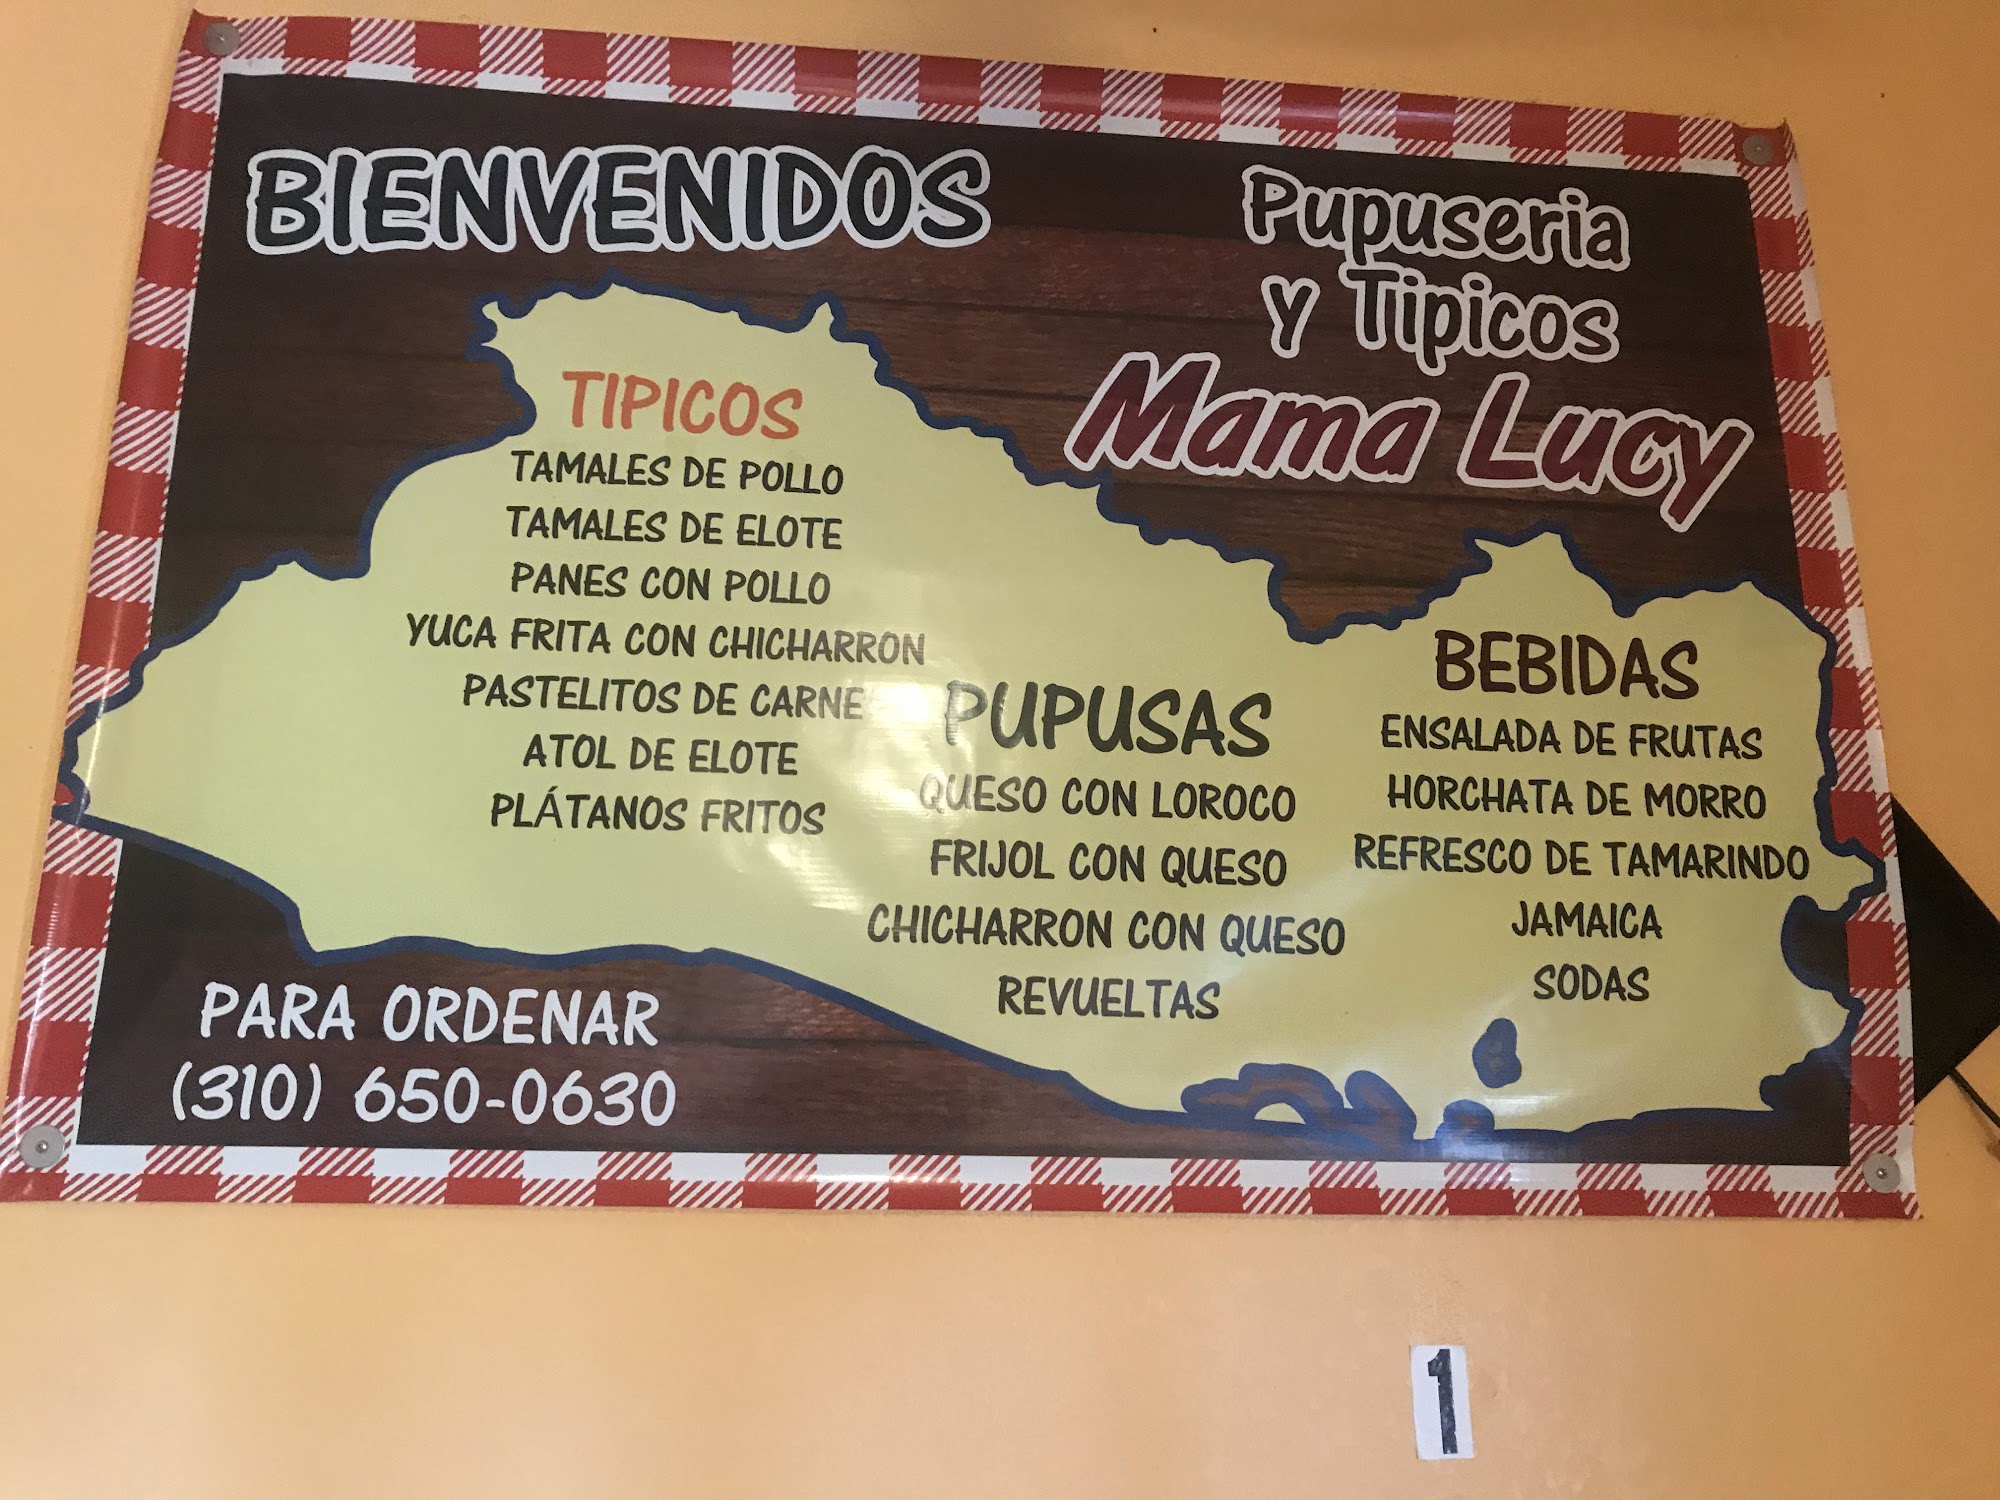 BIENVENIDOS
Pupuseria
y Tipicos
Mama Lucy
TIPICOS
TAMALES DE POLLO
TAMALES DE ELOTE
PANES CON POLLO
YUCA FRITA CON CHICHARRON
PASTELITOS DE CARNE
ATOL DE ELOTE
PLÁTANOS FRITOS
PUPUSAS
QUESO CON LOROCO
FRIJOL CON QUESO
CHICHARRON CON QUESO
REVUELTAS
BEBIDAS
ENSALADA DE FRUTAS
HORCHATA DE MORRO
REFRESCO DE TAMARINDO
JAMAICA
SODAS
PARA ORDENAR
(310) 650-0630
1